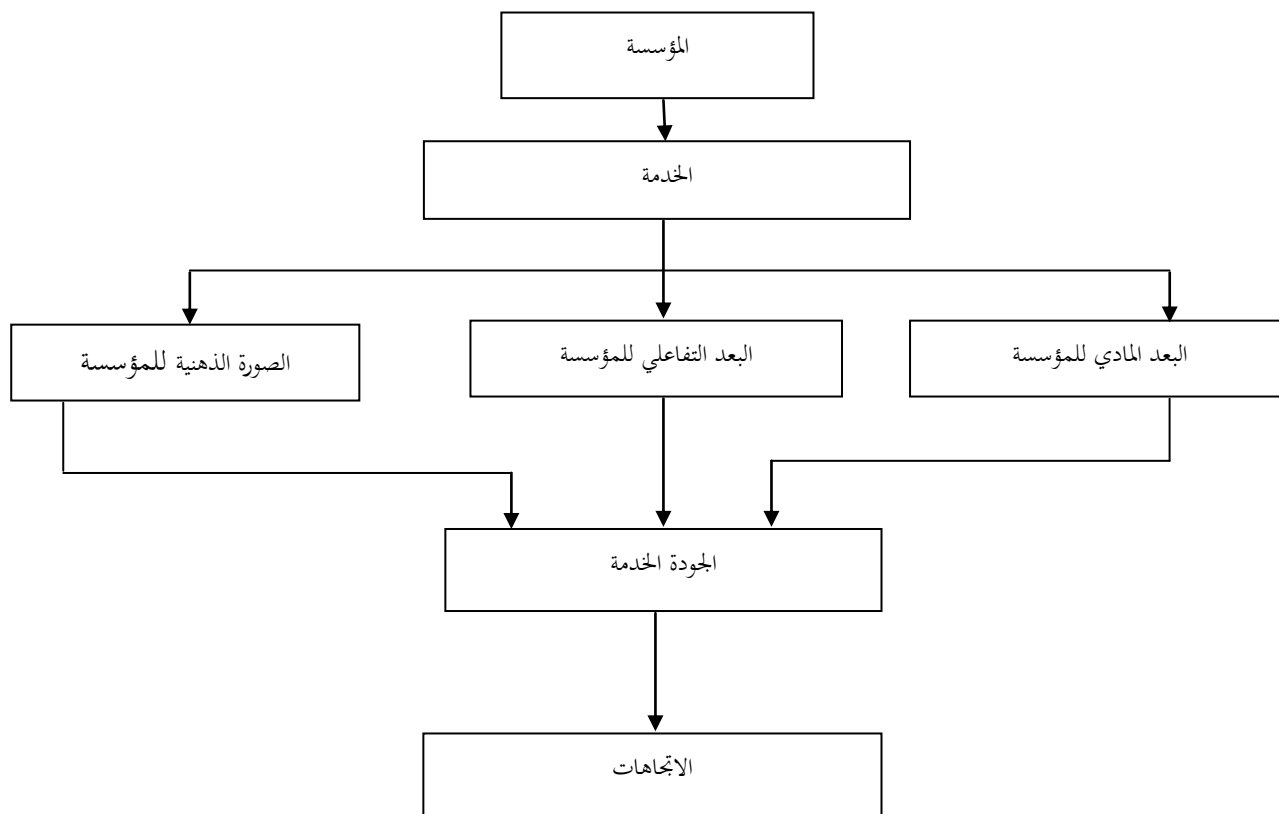 المؤسسة
الخدمة
البعد المادي للمؤسسة
البعد التفاعلي للمؤسسة
الصورة الذهنية للمؤسسة
الجودة الخدمة
الاتجاهات